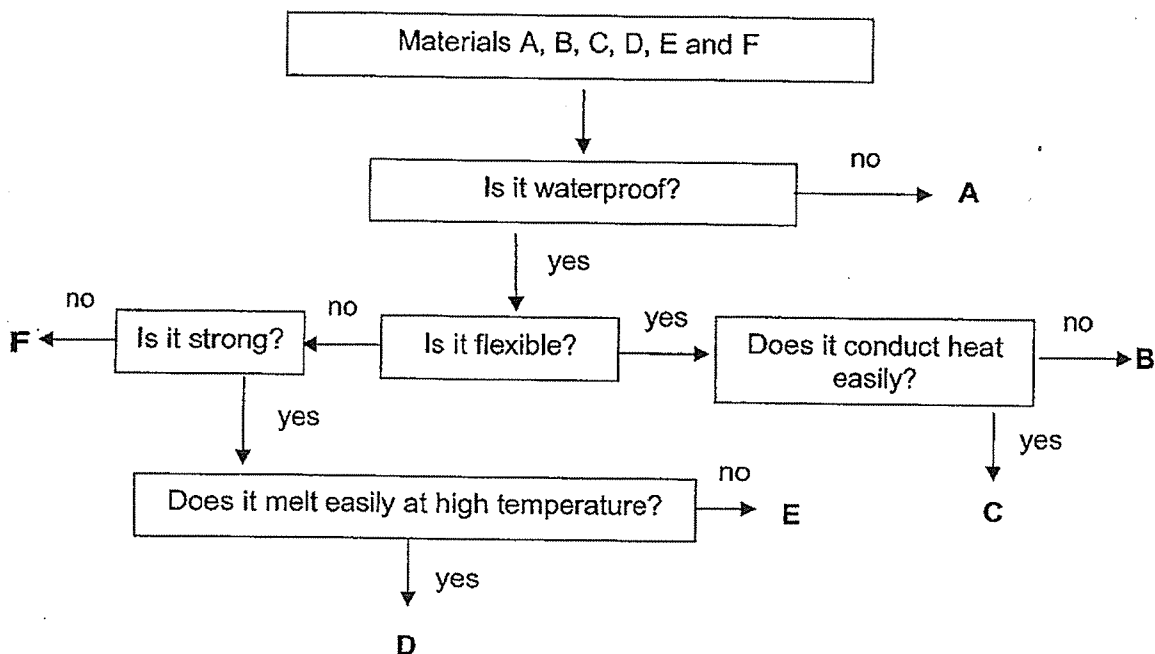 Materials A, B, C, D, E and F
no
Is it waterproof?
A
yes
no
no
yes
no
F
Is it strong?
Is it flexible?
Does it conduct heat
easily?
B
yes
yes
no
Does it melt easily at high temperature?
E
C
yes
D